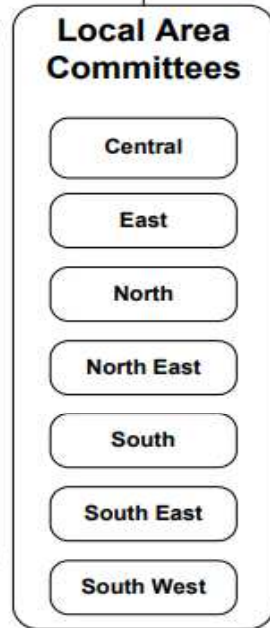 Local Area
Committees
Central
East
North
North East
South
South East
South West